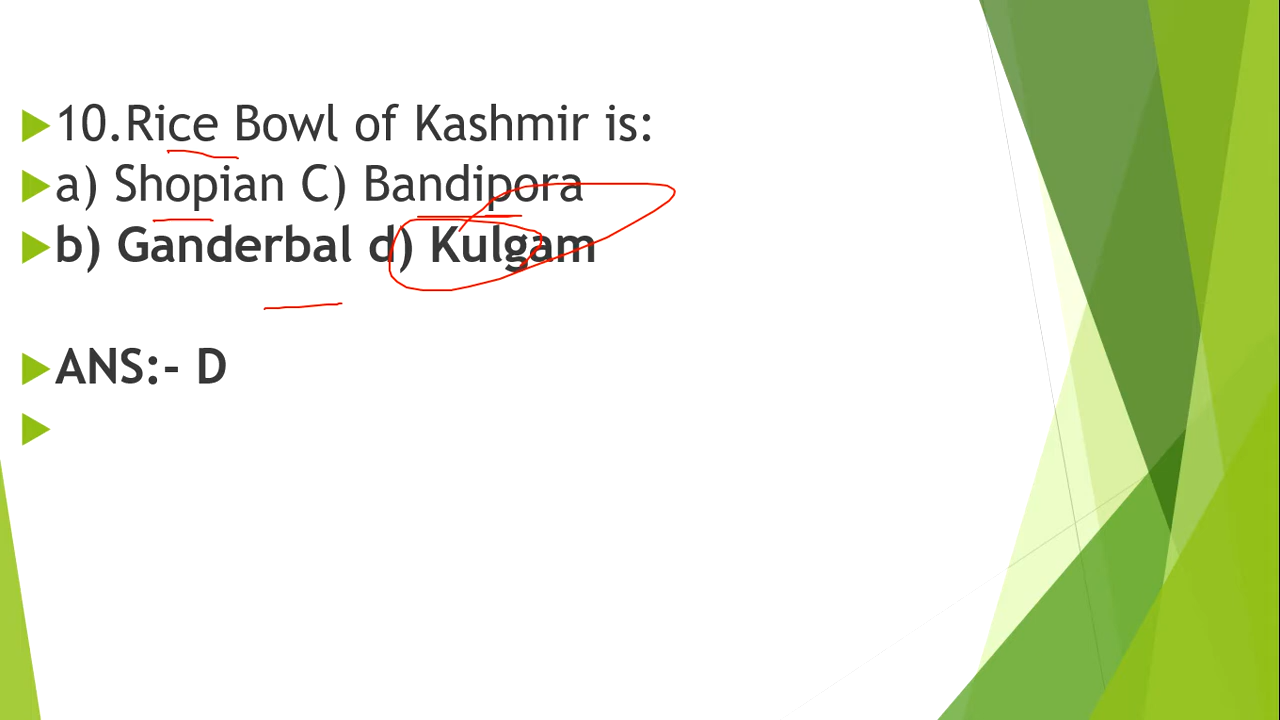 10.Rice Bowl of Kashmir is:
a) Shopian C) Bandipora
b) Ganderbal d) Kulgam
ANS:- D